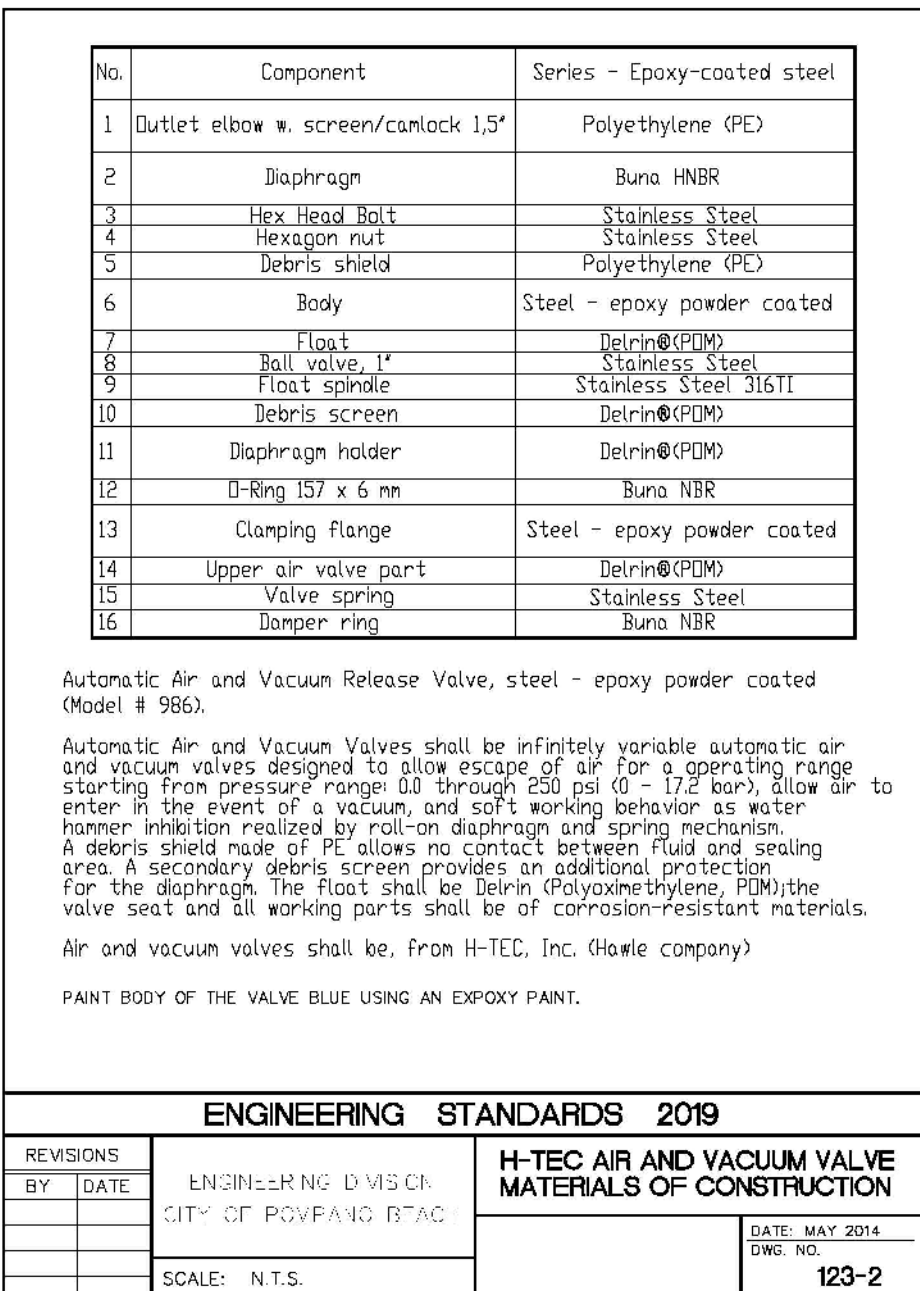 No. Component Series - Epoxy-coated steel
1 Outlet elbow w. screen/camlock 1,5" Polyethylene (PE)
2 Diaphragm Buna HNBR
3 Hex Head Bolt Stainless Steel
4 Hexagon nut Stainless Steel
5 Debris shield Polyethylene (PE)
6 Body Steel - epoxy powder coated
7 Float Delrin®(POM)
8 Ball valve, 1" Stainless Steel
9 Float spindle Stainless Steel 316TI
10 Debris screen Delrin®(POM)
11 Diaphragm holder Delrin®(POM)
12 O-Ring 157 x 6 mm Buna NBR
13 Clamping flange Steel - epoxy powder coated
14 Upper air valve part Delrin®(POM)
15 Valve spring Stainless Steel
16 Damper ring Buna NBR
Automatic Air and Vacuum Release Valve, steel - epoxy powder coated
(Model # 986).
Automatic Air and Vacuum Valves shall be infinitely variable automatic air
and vacuum valves designed to allow escape of air for a operating range
starting from pressure range: 0.0 through 250 psi (0 - 17.2 bar), allow air to
enter in the event of a vacuum, and soft working behavior as water
hammer inhibition realized by roll-on diaphragm and spring mechanism.
A debris shield made of PE allows no contact between fluid and sealing
area. A secondary debris screen provides an additional protection
for the diaphragm. The float shall be Delrin (Polyoximethylene, POM);the
valve seat and all working parts shall be of corrosion-resistant materials.
Air and vacuum valves shall be, from H-TEC, Inc. (Hawle company)
PAINT BODY OF THE VALVE BLUE USING AN EXPOXY PAINT.
ENGINEERING STANDARDS 2019
REVISIONS
BY DATE
ENGINEERING DIVISION
CITY OF POMPANO BEACH
SCALE: N.T.S.
H-TEC AIR AND VACUUM VALVE
MATERIALS OF CONSTRUCTION
DATE: MAY 2014
DWG. NO.
123-2